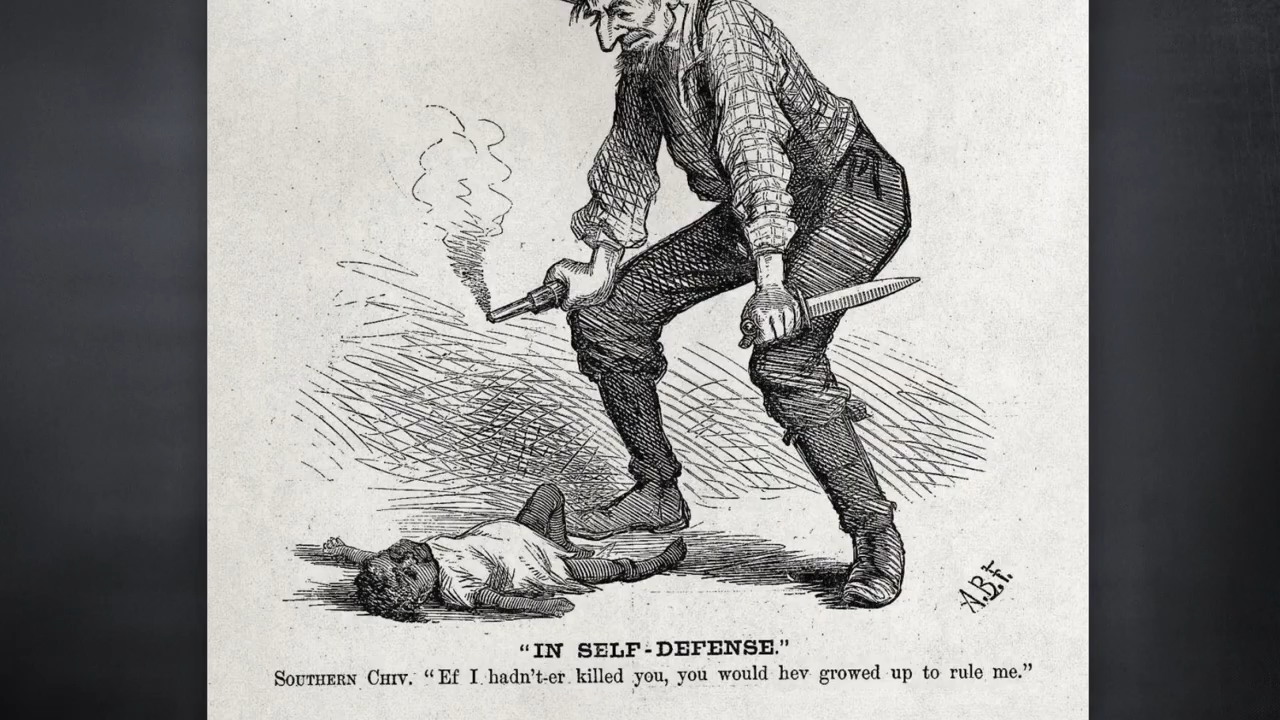 A.B.F.
"IN SELF-DEFENSE."
SOUTHERN CHIV. "Ef I hadn't-er killed you, you would hev growed up to rule me."